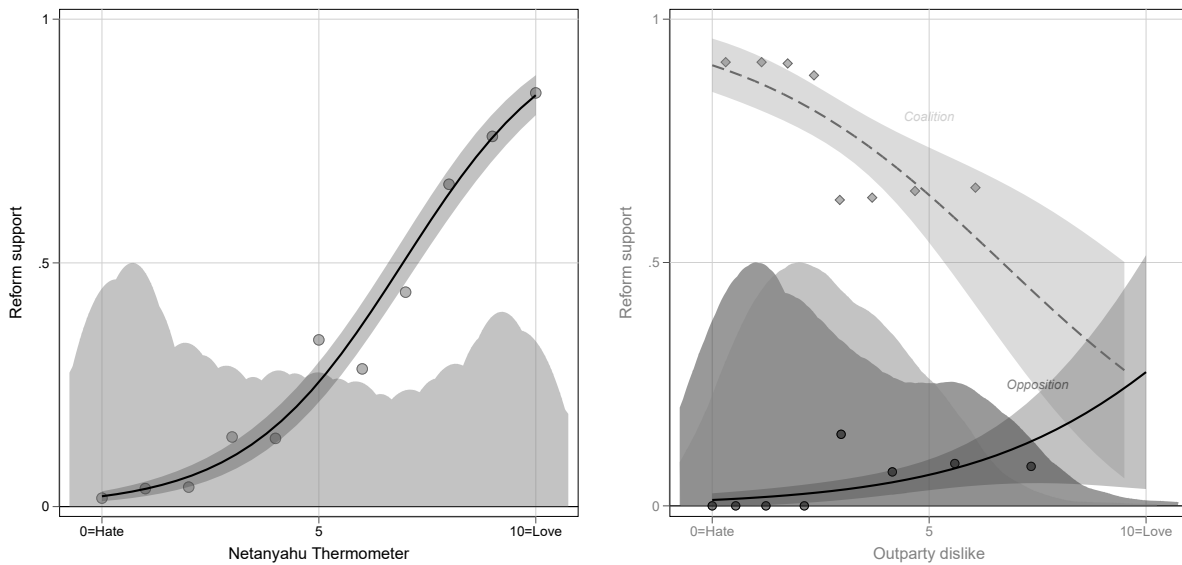 1
.5
0
Reform support
0=Hate
5
10=Love
Netanyahu Thermometer
1
.5
0
Reform support
Coalition
Opposition
0=Hate
5
10=Love
Outparty dislike